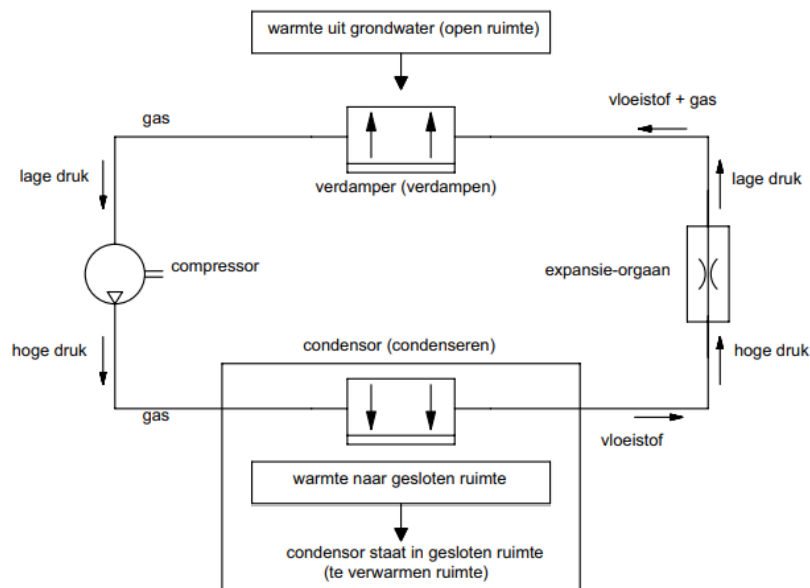 warmte uit grondwater (open ruimte)
gas
vloeistof + gas
verdamper (verdampen)
lage druk
lage druk
compressor
expansie-orgaan
hoge druk
condensor (condenseren)
hoge druk
gas
vloeistof
warmte naar gesloten ruimte
condensor staat in gesloten ruimte
(te verwarmen ruimte)